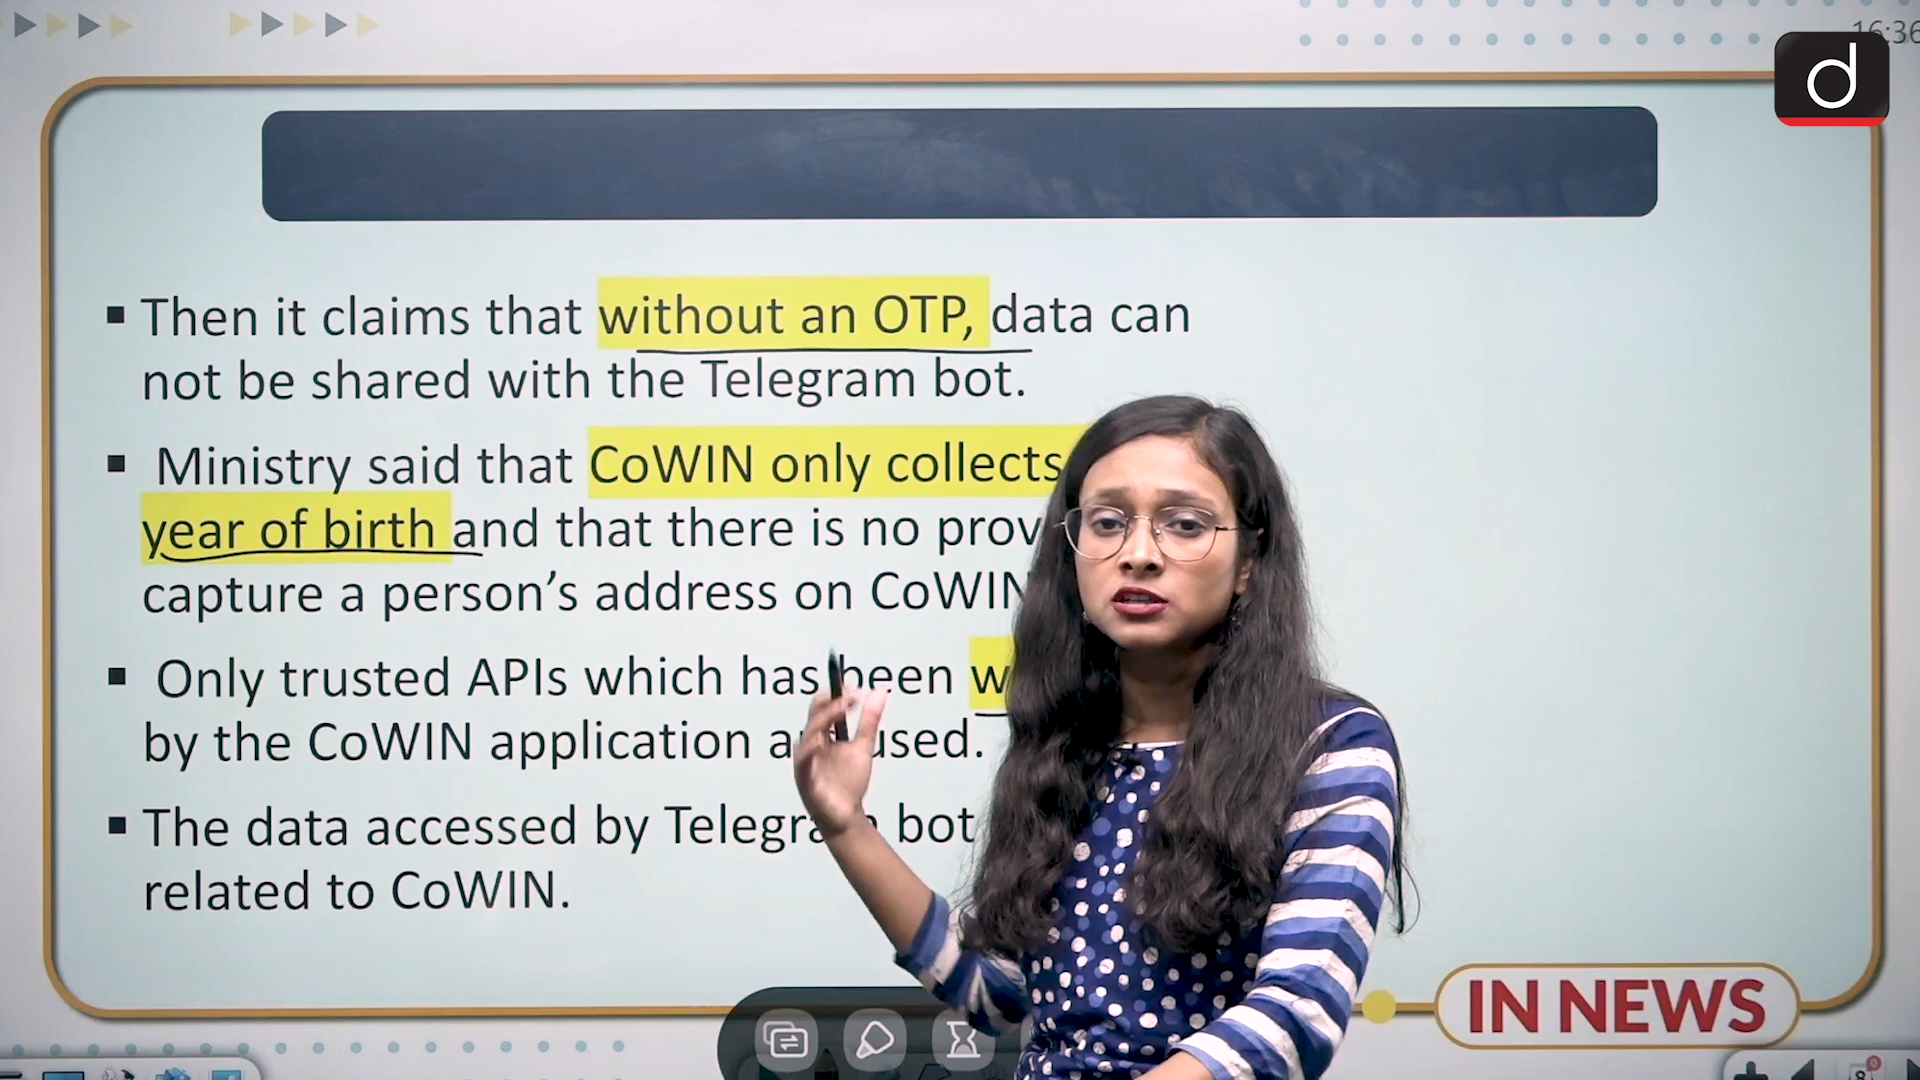 16:36
d
Then it claims that without an OTP, data can
not be shared with the Telegram bot.
Ministry said that CoWIN only collects
year of birth and that there is no
capture a person's address on CoWIN
Only trusted APIs which has been
by the CoWIN application used.
The data accessed by Telegram bot
related to CoWIN.
IN NEWS